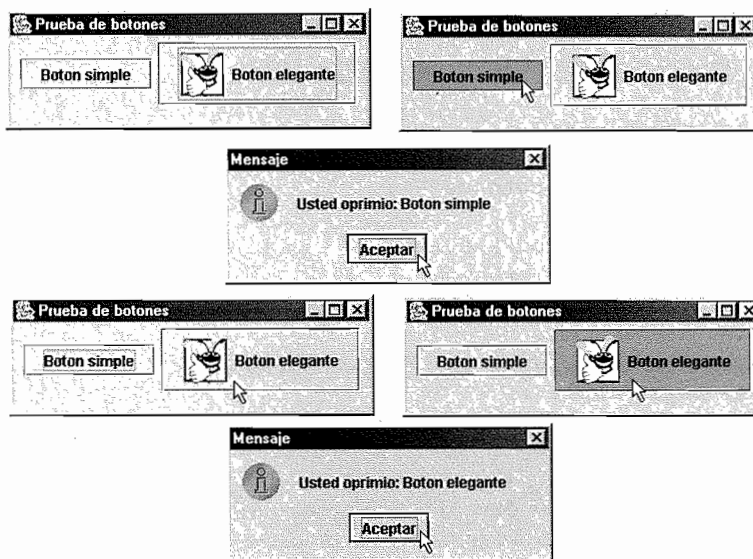 Prueba de botones
Boton simple
Boton elegante
Prueba de botones
Boton simple
Boton elegante
Mensaje
Usted oprimio: Boton simple
Aceptar
Prueba de botones
Boton simple
Boton elegante
Prueba de botones
Boton simple
Boton elegante
Mensaje
Usted oprimio: Boton elegante
Aceptar